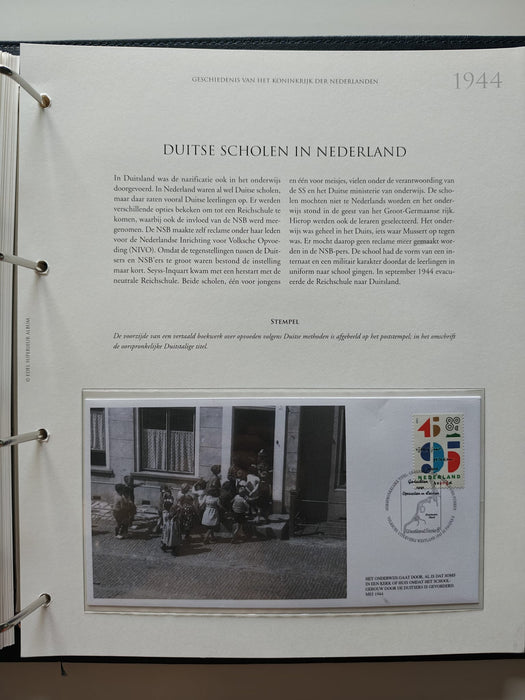 GESCHIEDENIS VAN HET KONINKRIJK DER NEDERLANDEN
1944
DUITSE SCHOLEN IN NEDERLAND
In Duitsland was de narificatie ook in het onderwijs
doorgevoerd. In Nederland waren al wel Duitse scholen,
maar daar zaten vooral Duitse leerlingen op. Er werden
verschillende opties bekeken om tot een Reichschule te
komen, waarbij ook de invloed van de NSB werd mee-
genomen. De NSB maakte zelf reclame onder haar leden
voor de Nederlandse Inrichting voor Volksche Opvoe-
ding (NIVO). Omdat de tegenstellingen tussen de Duit-
sers en NSB'ers te groot waren bestond de instelling
maar kort. Seyss-Inquart kwam met een herstart met de
neutrale Reichschule. Beide scholen, één voor jongens
en één voor meisjes, vielen onder de verantwoording van
de SS en het Duitse ministerie van onderwijs. De scho-
len mochten niet te Nederlands worden en het onder-
wijs stond in de geest van het Groot-Germaanse rijk.
Hierop werden ook de leraren geselecteerd. Het onder-
wijs was geheel in het Duits, iets waar Mussert op tegen
was. Er mocht daarop geen reclame meer gemaakt wor-
den in de NSB-pers. De school had de vorm van een in-
ternaat en een militair karakter doordat de leerlingen in
uniform naar school gingen. In september 1944 evacu-
eerde de Reichschule naar Duitsland.
STEMPEL
De voorzijde van een vertaald boekwerk over opvoeden volgens Duitse methoden is afgebeeld op het poststempel; in het omschrift
de oorspronkelijke Duitstalige titel.
© EDEL SUPERIEUR ALBUM
45
80
95
NEDERLAND
HET ONDERWIJS GAAT DOOR, AL IS DAT SOMS
IN EEN KERK OF HUIS OMDAT HET SCHOOL-
GEBOUW DOOR DE DUITSERS IS GEVORDERD.
MEI 1944